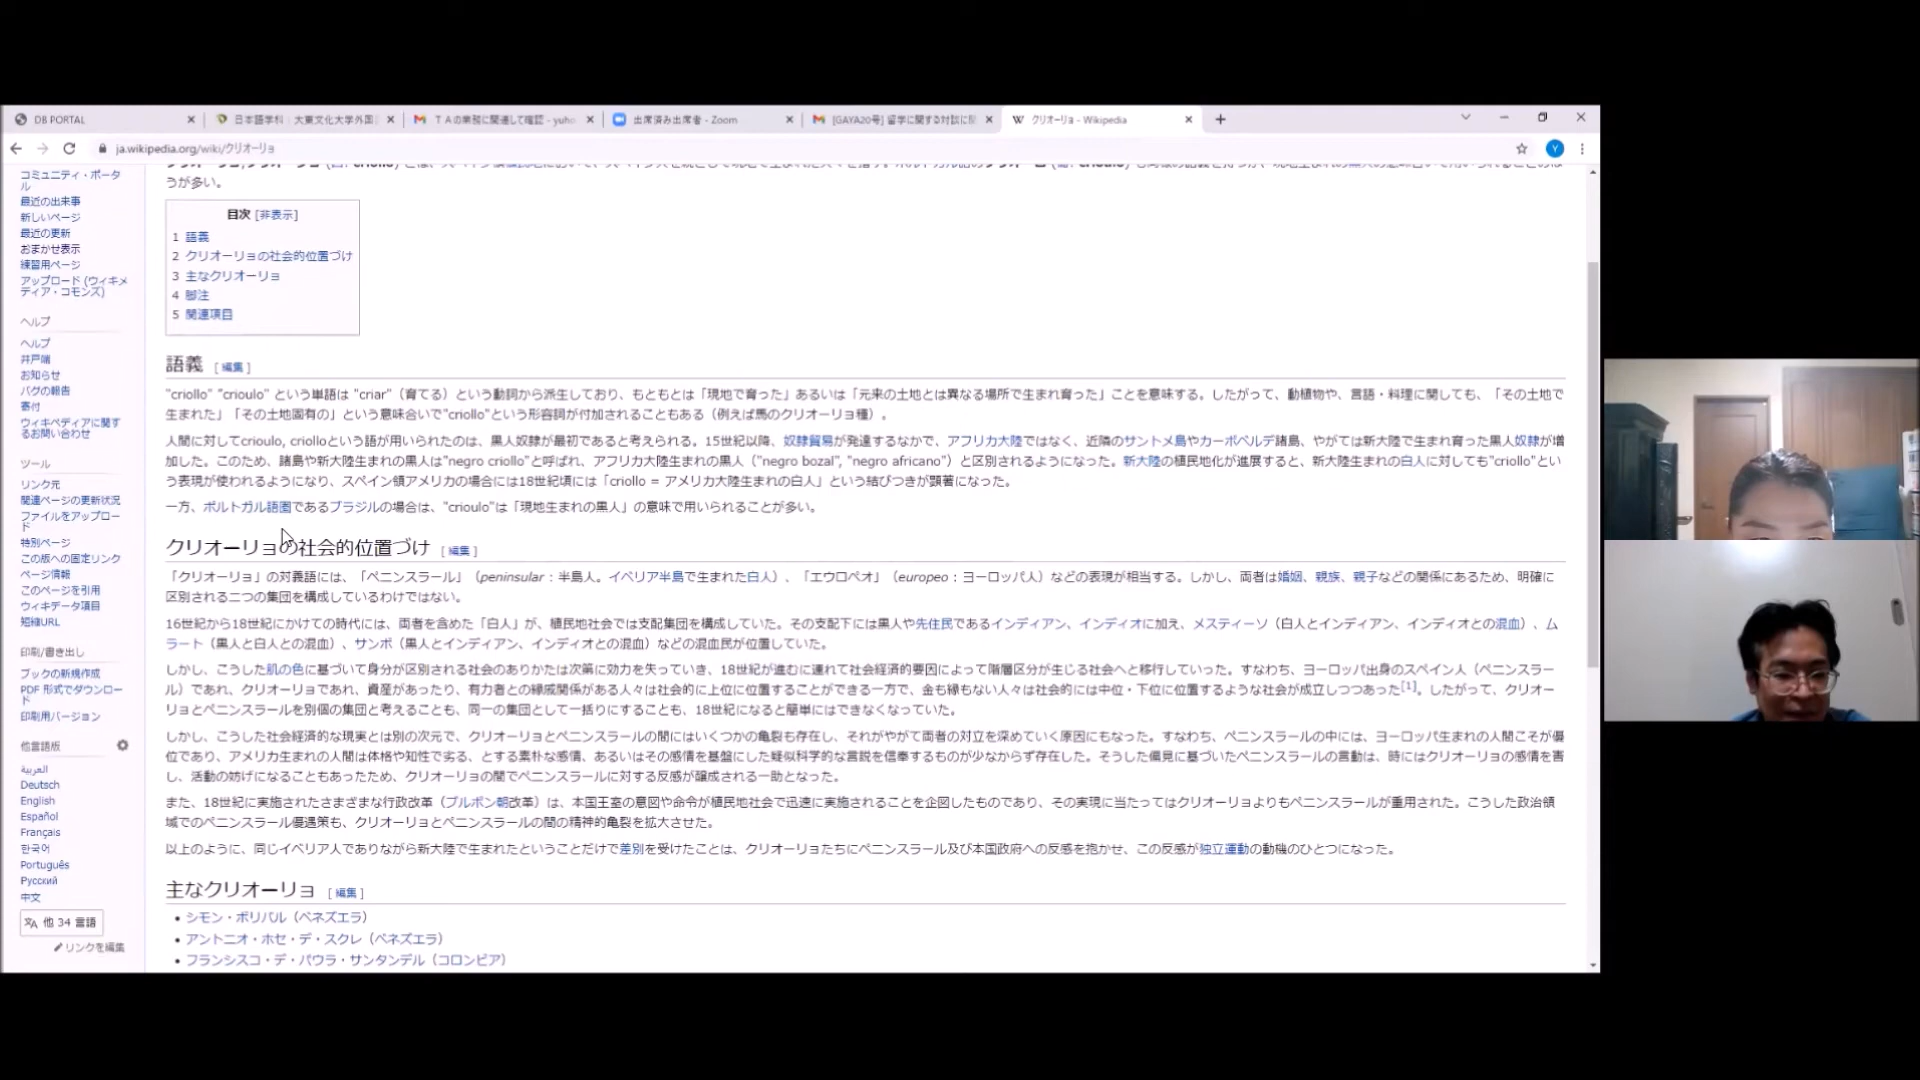 DB PORTAL
日本語学科 | 大東文化大学外国
ＴＡの業務に関連して確認 - yuho
出席済み出席者 - Zoom
[GAYA20号] 留学に関する対談に
クリオーリョ - Wikipedia
ja.wikipedia.org/wiki/クリオーリョ
Y
うが多い。
コミュニティ・ポータ
ル
最近の出来事
新しいページ
最近の更新
おまかせ表示
練習用ページ
アップロード (ウィキメ
ディア・コモンズ)
ヘルプ
ヘルプ
井戸端
お知らせ
バグの報告
寄付
ウィキペディアに関す
るお問い合わせ
ツール
リンク元
関連ページの更新状況
ファイルをアップロー
ド
特別ページ
この版への固定リンク
ページ情報
このページを引用
ウィキデータ項目
短縮URL
印刷/書き出し
ブックの新規作成
PDF 形式でダウンロー
ド
印刷用バージョン
他言語版
العربية
Deutsch
English
Español
Français
한국어
Português
Русский
中文
他 34 言語
リンクを編集
目次 [非表示]
1 語義
2 クリオーリョの社会的位置づけ
3 主なクリオーリョ
4 脚注
5 関連項目
語義 [ 編集 ]
"criollo" "crioulo" という単語は "criar"（育てる）という動詞から派生しており、もともとは「現地で育った」あるいは「元来の土地とは異なる場所で生まれ育った」ことを意味する。したがって、動植物や、言語・料理に関しても、「その土地で
生まれた」「その土地固有の」という意味合いで"criollo"という形容詞が付加されることもある（例えば馬のクリオーリョ種）。
人間に対してcrioulo, criolloという語が用いられたのは、黒人奴隷が最初であると考えられる。15世紀以降、奴隷貿易が発達するなかで、アフリカ大陸ではなく、近隣のサントメ島やカーボベルデ諸島、やがては新大陸で生まれ育った黒人奴隷が増
加した。このため、諸島や新大陸生まれの黒人は"negro criollo"と呼ばれ、アフリカ大陸生まれの黒人（"negro bozal", "negro africano"）と区別されるようになった。新大陸の植民地化が進展すると、新大陸生まれの白人に対しても"criollo"とい
う表現が使われるようになり、スペイン領アメリカの場合には18世紀頃には「criollo = アメリカ大陸生まれの白人」という結びつきが顕著になった。
一方、ポルトガル語圏であるブラジルの場合は、"crioulo"は「現地生まれの黒人」の意味で用いられることが多い。
クリオーリョの社会的位置づけ [ 編集 ]
「クリオーリョ」の対義語には、「ペニンスラール」（peninsular：半島人。イベリア半島で生まれた白人）、「エウロペオ」（europeo：ヨーロッパ人）などの表現が相当する。しかし、両者は婚姻、親族、親子などの関係にあるため、明確に
区別される二つの集団を構成しているわけではない。
16世紀から18世紀にかけての時代には、両者を含めた「白人」が、植民地社会では支配集団を構成していた。その支配下には黒人や先住民であるインディアン、インディオに加え、メスティーソ（白人とインディアン、インディオとの混血）、ム
ラート（黒人と白人との混血）、サンボ（黒人とインディアン、インディオとの混血）などの混血民が位置していた。
しかし、こうした肌の色に基づいて身分が区別される社会のありかたは次第に効力を失っていき、18世紀が進むに連れて社会経済的要因によって階層区分が生じる社会へと移行していった。すなわち、ヨーロッパ出身のスペイン人（ペニンスラー
ル）であれ、クリオーリョであれ、資産があったり、有力者との縁戚関係がある人々は社会的に上位に位置することができる一方で、金も縁もない人々は社会的には中位・下位に位置するような社会が成立しつつあった[1]。したがって、クリオー
リョとペニンスラールを別個の集団と考えることも、同一の集団として一括りにすることも、18世紀になると簡単にはできなくなっていた。
しかし、こうした社会経済的な現実とは別の次元で、クリオーリョとペニンスラールの間にはいくつかの亀裂も存在し、それがやがて両者の対立を深めていく原因にもなった。すなわち、ペニンスラールの中には、ヨーロッパ生まれの人間こそが優
位であり、アメリカ生まれの人間は体格や知性で劣る、とする素朴な感情、あるいはその感情を基盤にした疑似科学的な言説を信奉するものが少なからず存在した。そうした偏見に基づいたペニンスラールの言動は、時にはクリオーリョの感情を害
し、活動の妨げになることもあったため、クリオーリョの間でペニンスラールに対する反感が醸成される一助となった。
また、18世紀に実施されたさまざまな行政改革（ブルボン朝改革）は、本国王室の意図や命令が植民地社会で迅速に実施されることを企図したものであり、その実現に当たってはクリオーリョよりもペニンスラールが重用された。こうした政治領
域でのペニンスラール優遇策も、クリオーリョとペニンスラールの間の精神的亀裂を拡大させた。
以上のように、同じイベリア人でありながら新大陸で生まれたということだけで差別を受けたことは、クリオーリョたちにペニンスラール及び本国政府への反感を抱かせ、この反感が独立運動の動機のひとつになった。
主なクリオーリョ [ 編集 ]
• シモン・ボリバル（ベネズエラ）
• アントニオ・ホセ・デ・スクレ（ベネズエラ）
• フランシスコ・デ・パウラ・サンタンデル（コロンビア）